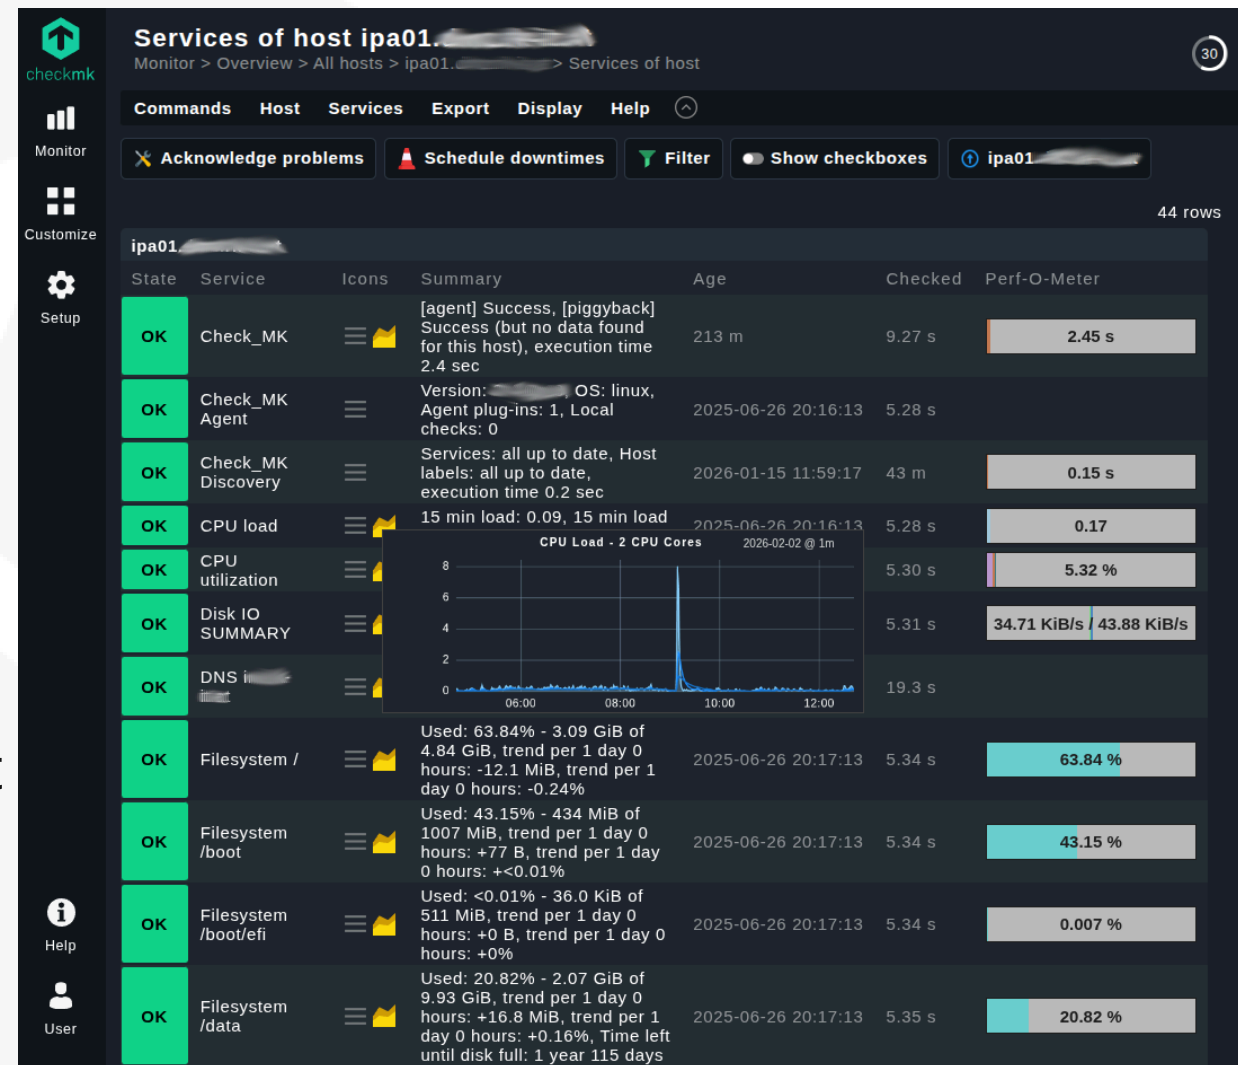 Services of host ipa01.
Monitor > Overview > All hosts > ipa01. > Services of host
30
checkmk
Commands Host Services Export Display Help
Monitor
Acknowledge problems Schedule downtimes Filter Show checkboxes ipa01
Customize
44 rows
ipa01.
State Service Icons Summary Age Checked Perf-O-Meter
Setup
OK Check_MK
[agent] Success, [piggyback]
Success (but no data found
for this host), execution time
2.4 sec
213 m 9.27 s 2.45 s
OK Check_MK
Agent
Version: , OS: linux,
Agent plug-ins: 1, Local
checks: 0
2025-06-26 20:16:13 5.28 s
OK Check_MK
Discovery
Services: all up to date, Host
labels: all up to date,
execution time 0.2 sec
2026-01-15 11:59:17 43 m 0.15 s
OK CPU load
15 min load: 0.09, 15 min load
2025-06-26 20:16:13 5.28 s 0.17
CPU Load - 2 CPU Cores 2026-02-02 @ 1m
8
6
4
2
0
06:00 08:00 10:00 12:00
OK CPU
utilization
5.30 s 5.32 %
OK Disk IO
SUMMARY
5.31 s 34.71 KiB/s / 43.88 KiB/s
OK DNS
19.3 s
OK Filesystem /
Used: 63.84% - 3.09 GiB of
4.84 GiB, trend per 1 day 0
hours: -12.1 MiB, trend per 1
day 0 hours: -0.24%
2025-06-26 20:17:13 5.34 s 63.84 %
OK Filesystem
/boot
Used: 43.15% - 434 MiB of
1007 MiB, trend per 1 day 0
hours: +77 B, trend per 1 day
0 hours: +<0.01%
2025-06-26 20:17:13 5.34 s 43.15 %
OK Filesystem
/boot/efi
Used: <0.01% - 36.0 KiB of
511 MiB, trend per 1 day 0
hours: +0 B, trend per 1 day 0
hours: +0%
2025-06-26 20:17:13 5.34 s 0.007 %
OK Filesystem
/data
Used: 20.82% - 2.07 GiB of
9.93 GiB, trend per 1 day 0
hours: +16.8 MiB, trend per 1
day 0 hours: +0.16%, Time left
until disk full: 1 year 115 days
2025-06-26 20:17:13 5.35 s 20.82 %
Help
User